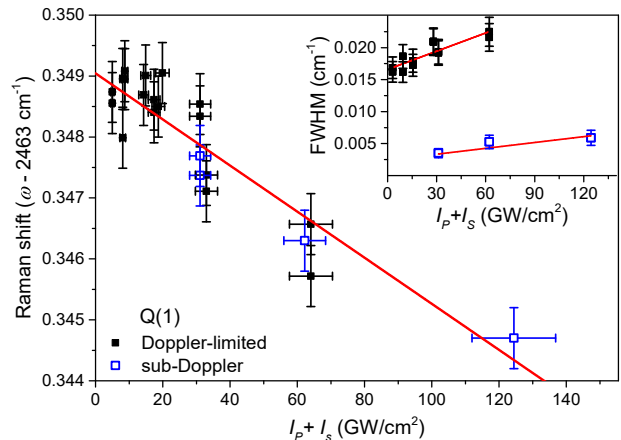 0.350
0.349
0.348
0.347
0.346
0.345
0.344
Raman shift (ω - 2463 cm⁻¹)
0 20 40 60 80 100 120 140
I_P+ I_s (GW/cm²)
Q(1)
Doppler-limited
sub-Doppler
0.020
0.015
0.010
0.005
FWHM (cm⁻¹)
0 30 60 90 120
I_P+I_S (GW/cm²)